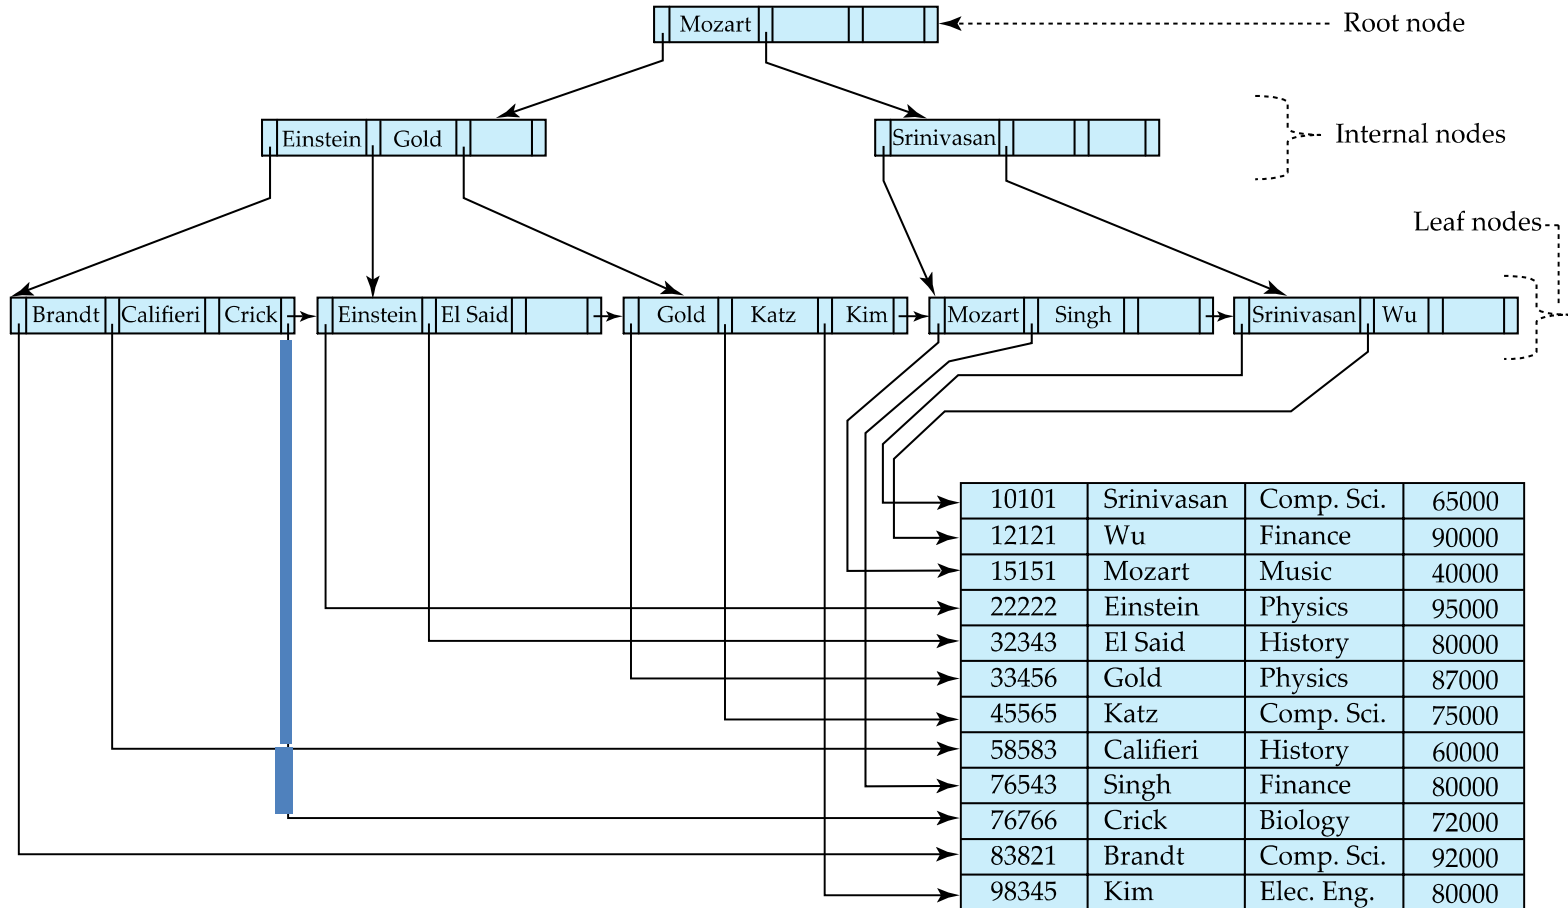 Mozart
Root node
Einstein Gold
Srinivasan
Internal nodes
Leaf nodes
Brandt Califieri Crick
Einstein El Said
Gold Katz Kim
Mozart Singh
Srinivasan Wu
10101 Srinivasan Comp. Sci. 65000
12121 Wu Finance 90000
15151 Mozart Music 40000
22222 Einstein Physics 95000
32343 El Said History 80000
33456 Gold Physics 87000
45565 Katz Comp. Sci. 75000
58583 Califieri History 60000
76543 Singh Finance 80000
76766 Crick Biology 72000
83821 Brandt Comp. Sci. 92000
98345 Kim Elec. Eng. 80000